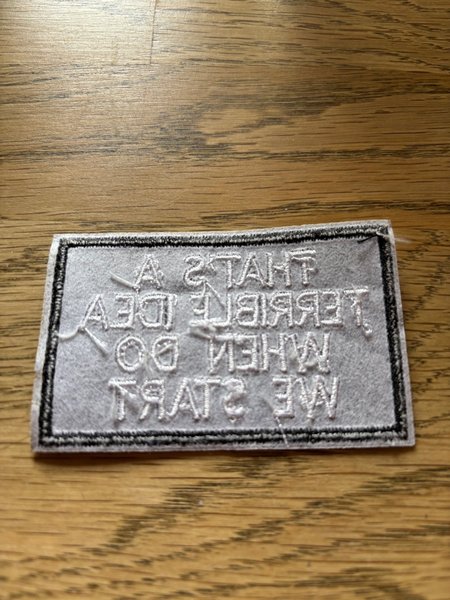 THAT'S A
TERRIBLE IDEA
WHEN DO
WE START